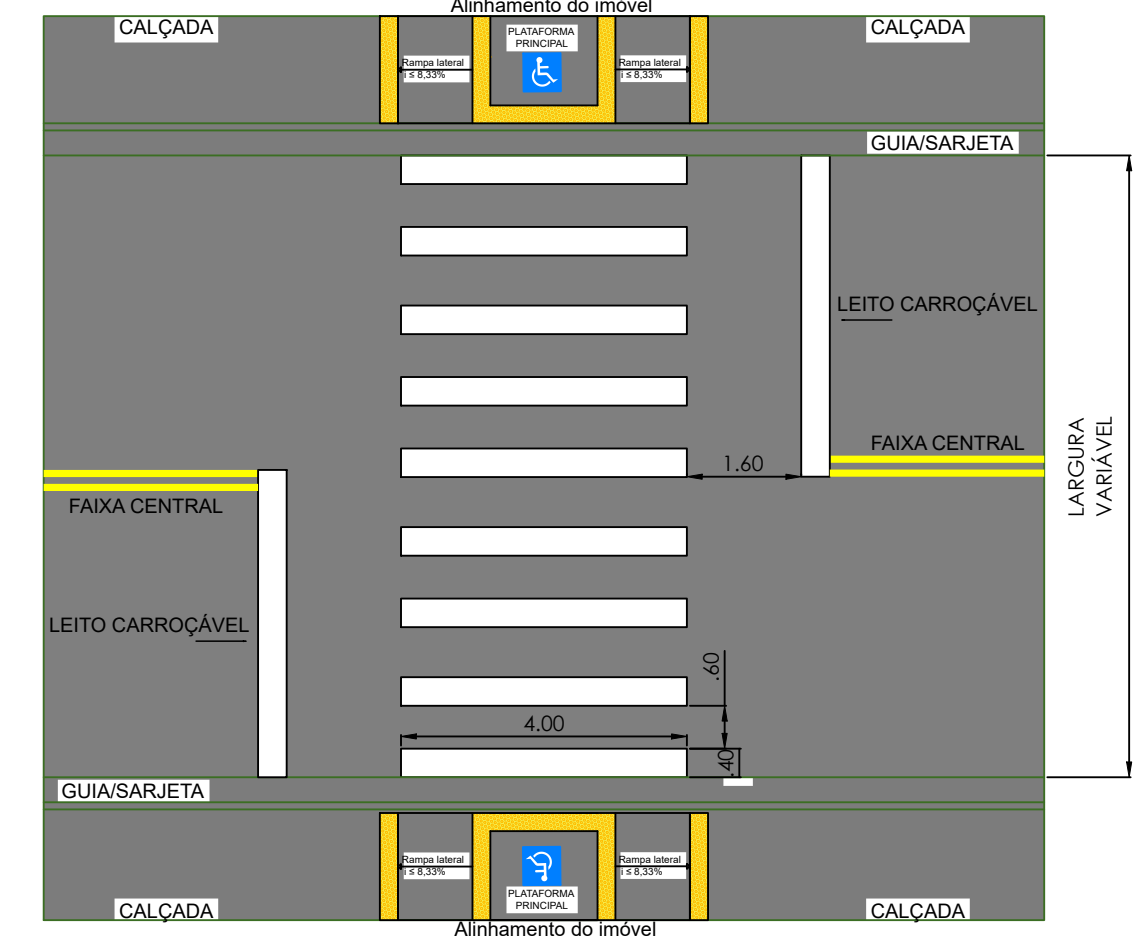 Alinhamento do imóvel
CALÇADA
PLATAFORMA
PRINCIPAL
CALÇADA
Rampa lateral
i ≤ 8,33%
Rampa lateral
i ≤ 8,33%
GUIA/SARJETA
LEITO CARROÇÁVEL
FAIXA CENTRAL
1.60
LARGURA
VARIÁVEL
FAIXA CENTRAL
LEITO CARROÇÁVEL
.60
4.00
.40
GUIA/SARJETA
Rampa lateral
i ≤ 8,33%
Rampa lateral
i ≤ 8,33%
PLATAFORMA
PRINCIPAL
CALÇADA
CALÇADA
Alinhamento do imóvel